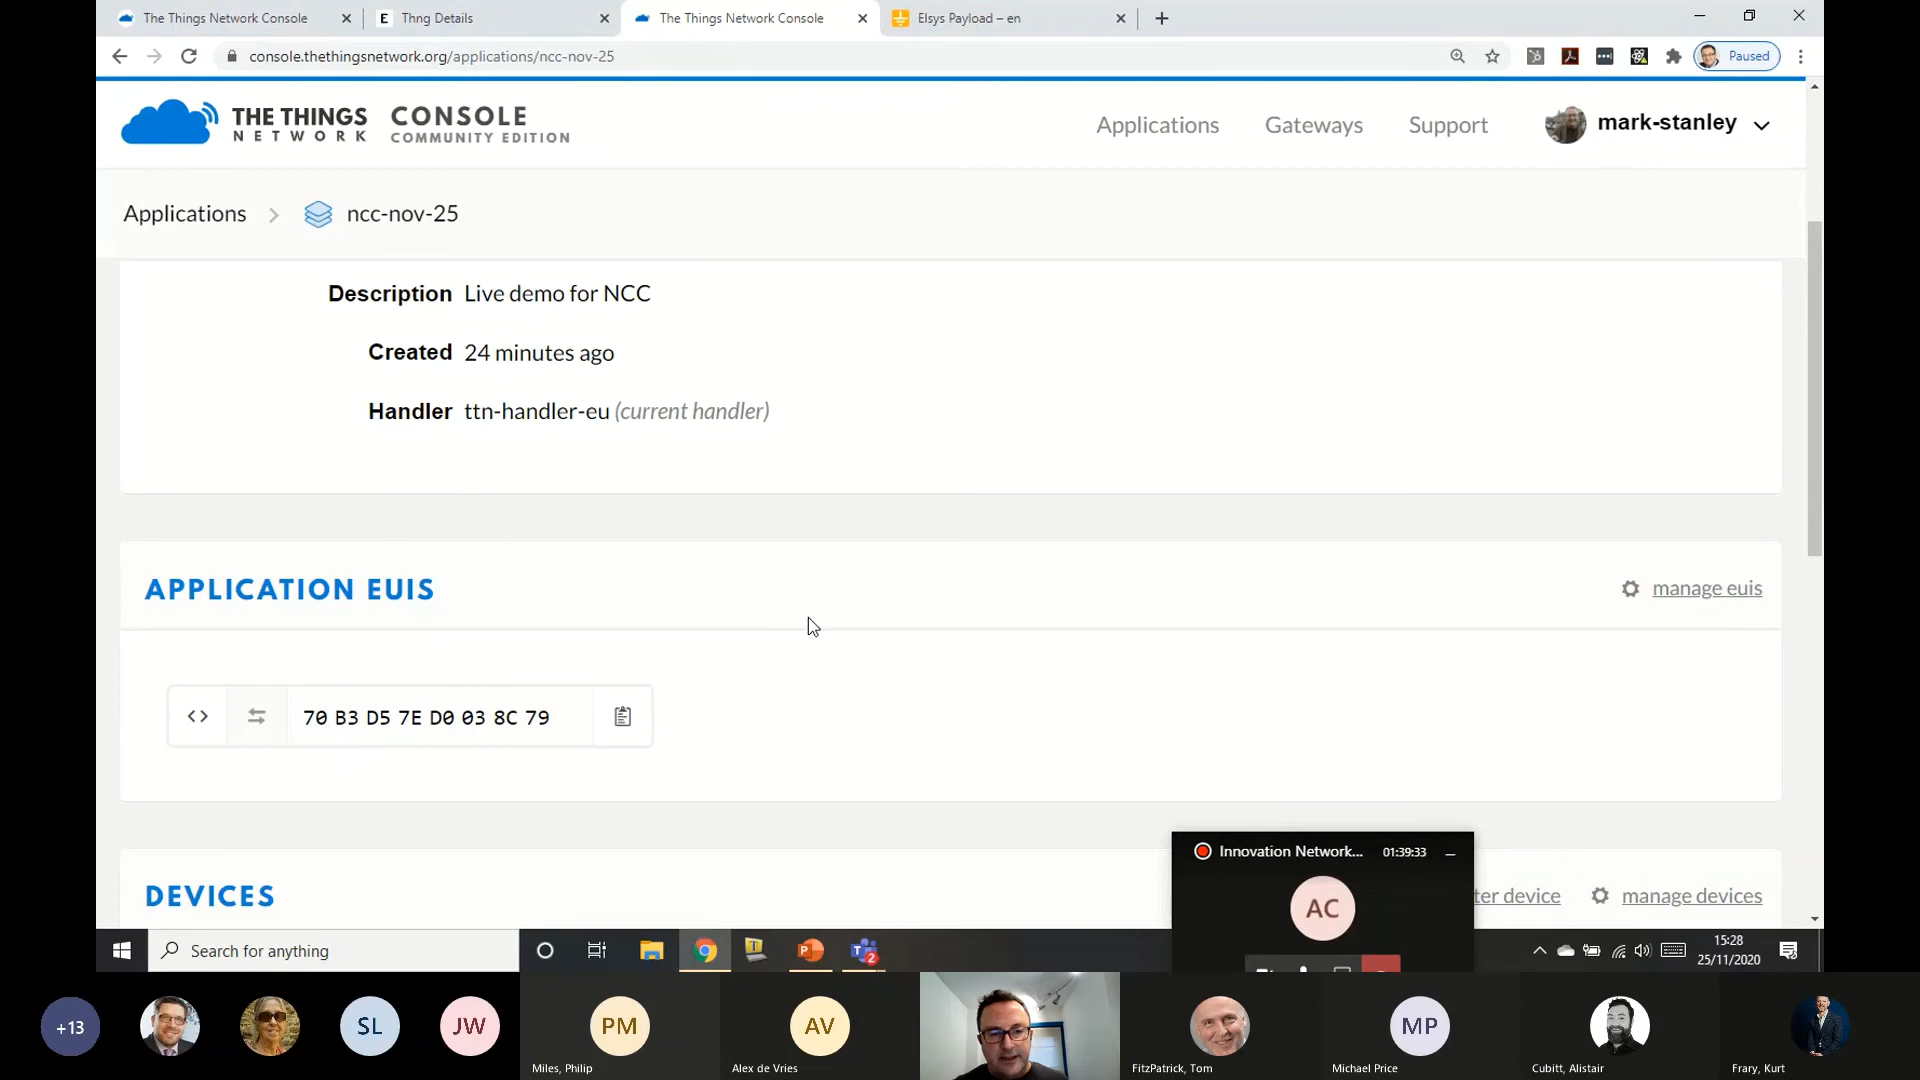 The Things Network Console
E Thng Details
The Things Network Console
Elsys Payload – en
console.thethingsnetwork.org/applications/ncc-nov-25
Paused
THE THINGS
NETWORK
CONSOLE
COMMUNITY EDITION
Applications
Gateways
Support
mark-stanley
Applications
ncc-nov-25
Description Live demo for NCC
Created 24 minutes ago
Handler ttn-handler-eu (current handler)
APPLICATION EUIS
manage euis
<> 70 B3 D5 7E D0 03 8C 79
Innovation Network... 01:39:33
AC
DEVICES
ter device
manage devices
Search for anything
2
15:28
25/11/2020
+13
SL
JW
PM
AV
MP
Miles, Philip
Alex de Vries
FitzPatrick, Tom
Michael Price
Cubitt, Alistair
Frary, Kurt